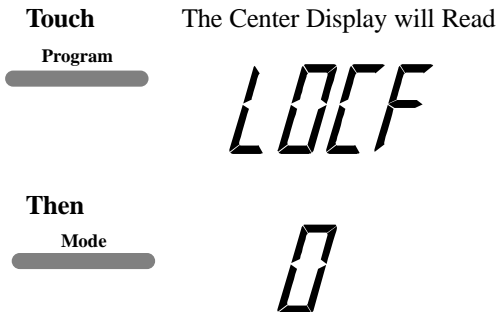 Touch The Center Display will Read
Program
LOCF
Then
Mode
0